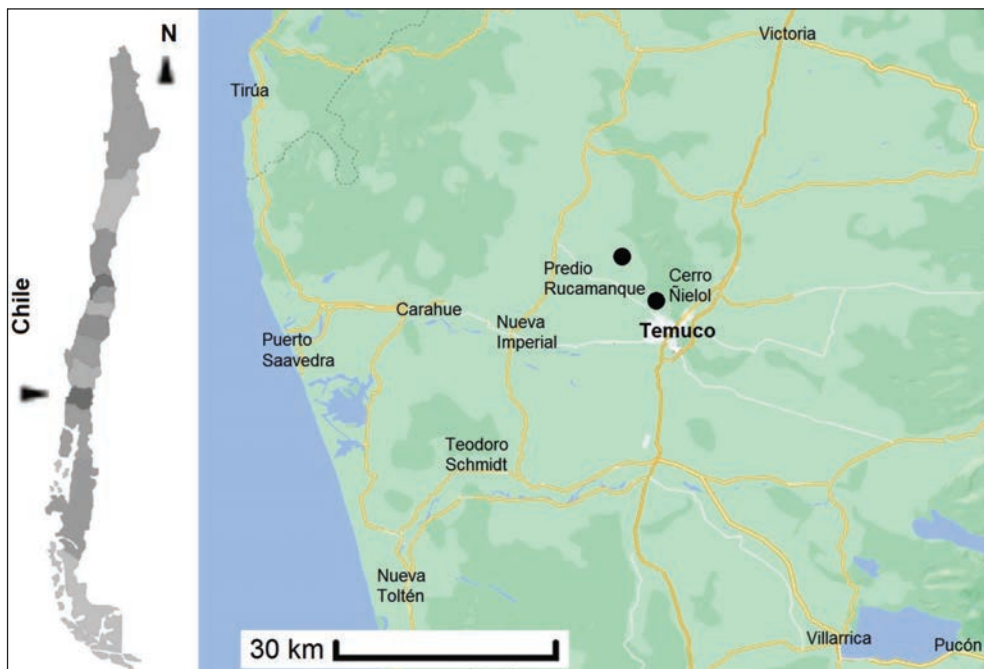 N
Chile
Victoria
Tirúa
Predio
Rucamanque
Cerro
Ñielol
Carahue
Nueva
Imperial
Temuco
Puerto
Saavedra
Teodoro
Schmidt
Nueva
Toltén
30 km
Villarrica
Pucón